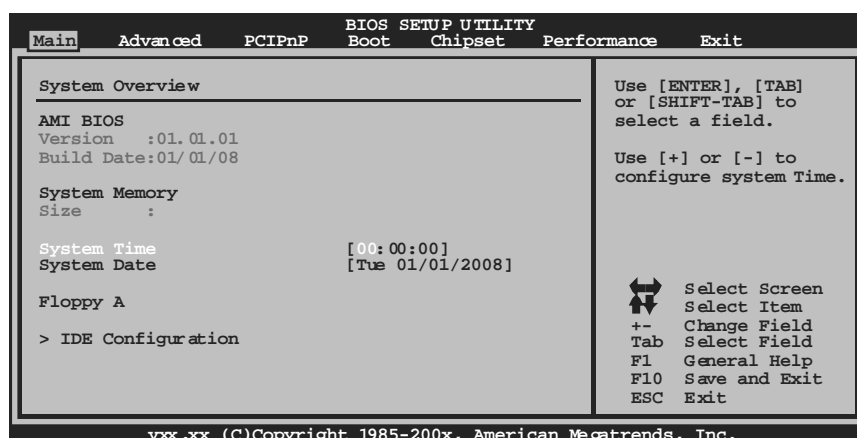 BIOS SETUP UTILITY
Main Advanced PCIPnP Boot Chipset Performance Exit
System Overview
AMI BIOS
Version :01.01.01
Build Date:01/01/08
System Memory
Size :
System Time [00:00:00]
System Date [Tue 01/01/2008]
Floppy A
> IDE Configuration
Use [ENTER], [TAB]
or [SHIFT-TAB] to
select a field.
Use [+] or [-] to
configure system Time.
Select Screen
Select Item
+- Change Field
Tab Select Field
F1 General Help
F10 Save and Exit
ESC Exit
vxx.xx (C)Copyright 1985-200x, American Megatrends, Inc.